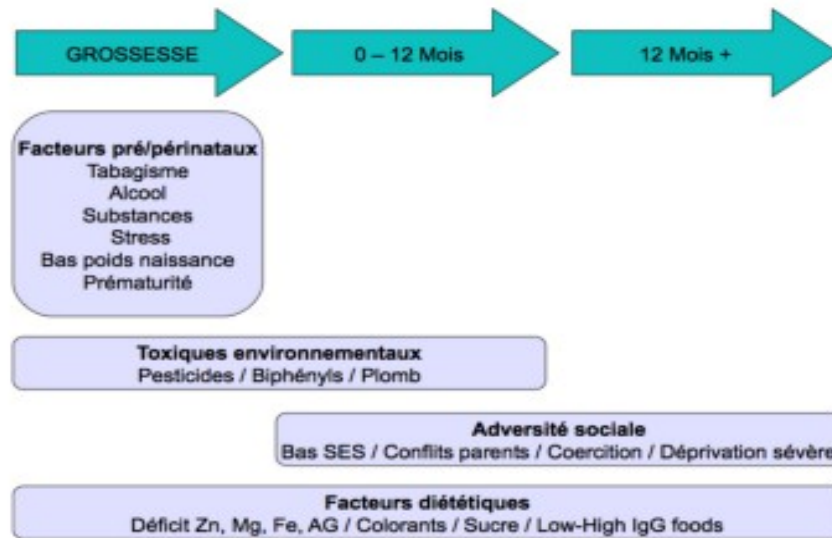 GROSSESSE
0 – 12 Mois
12 Mois +
Facteurs pré/périnataux
Tabagisme
Alcool
Substances
Stress
Bas poids naissance
Prématurité
Toxiques environnementaux
Pesticides / Biphényls / Plomb
Adversité sociale
Bas SES / Conflits parents / Coercition / Déprivation sévère
Facteurs diététiques
Déficit Zn, Mg, Fe, AG / Colorants / Sucre / Low-High IgG foods